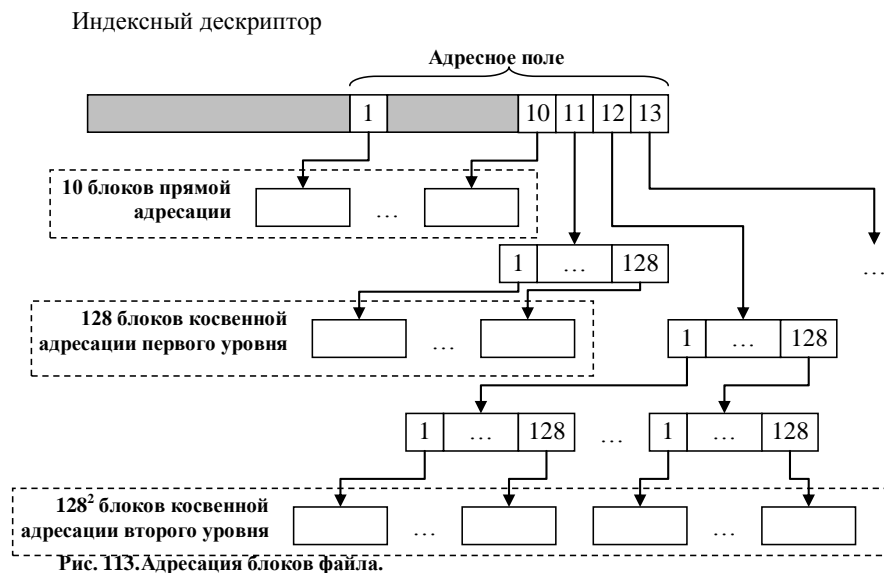 Индексный дескриптор
Адресное поле
1 10 11 12 13
10 блоков прямой
адресации
…
…
1 … 128
128 блоков косвенной
адресации первого уровня
…
1 … 128
1 … 128 … 1 … 128
128² блоков косвенной
адресации второго уровня
… …
Рис. 113.Адресация блоков файла.